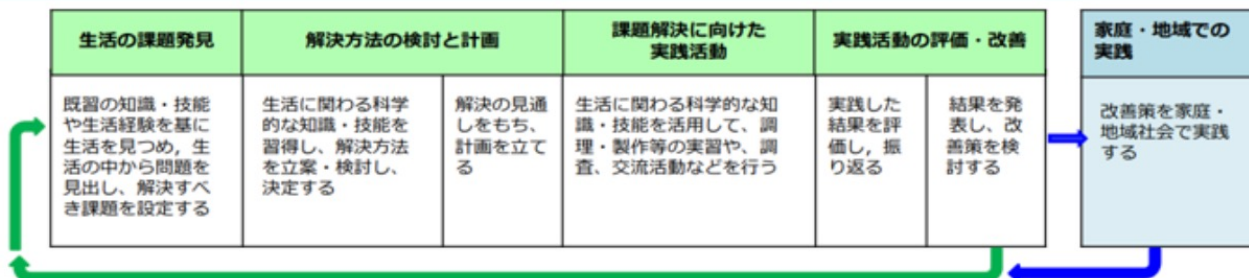 生活の課題発見
解決方法の検討と計画
課題解決に向けた
実践活動
実践活動の評価・改善
家庭・地域での
実践
既習の知識・技能
や生活経験を基に
生活を見つめ，生
活の中から問題を
見出し、解決すべ
き課題を設定する
生活に関わる科学
的な知識・技能を
習得し、解決方法
を立案・検討し、
決定する
解決の見通
しをもち、
計画を立て
る
生活に関わる科学的な知
識・技能を活用して、調
理・製作等の実習や、調
査、交流活動などを行う
実践した
結果を評
価し，振
り返る
結果を発
表し、改
善策を検
討する
改善策を家庭・
地域社会で実践
する